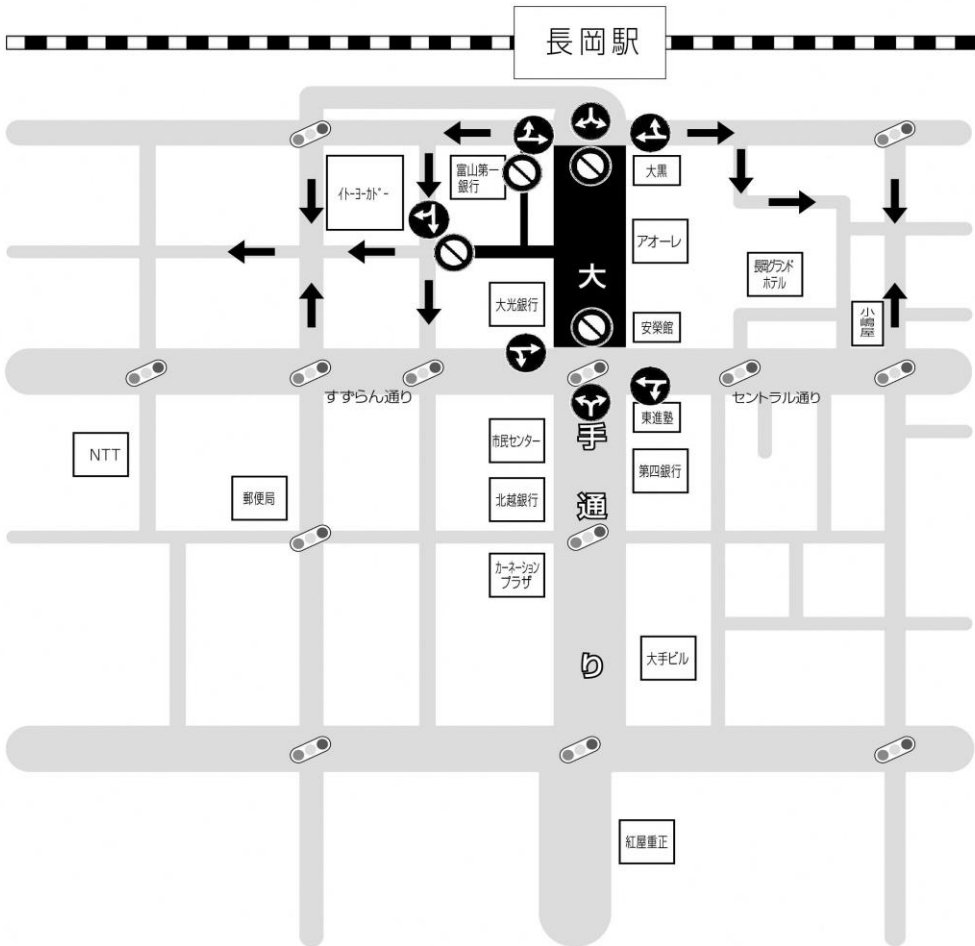 長岡駅
イトーヨーカドー
富山第一
銀行
大黒
アオーレ
長岡グランド
ホテル
大光銀行
安榮館
小嶋屋
大手通り
すずらん通り
セントラル通り
市民センター
東進塾
NTT
北越銀行
第四銀行
郵便局
カーネーション
プラザ
大手ビル
紅屋重正